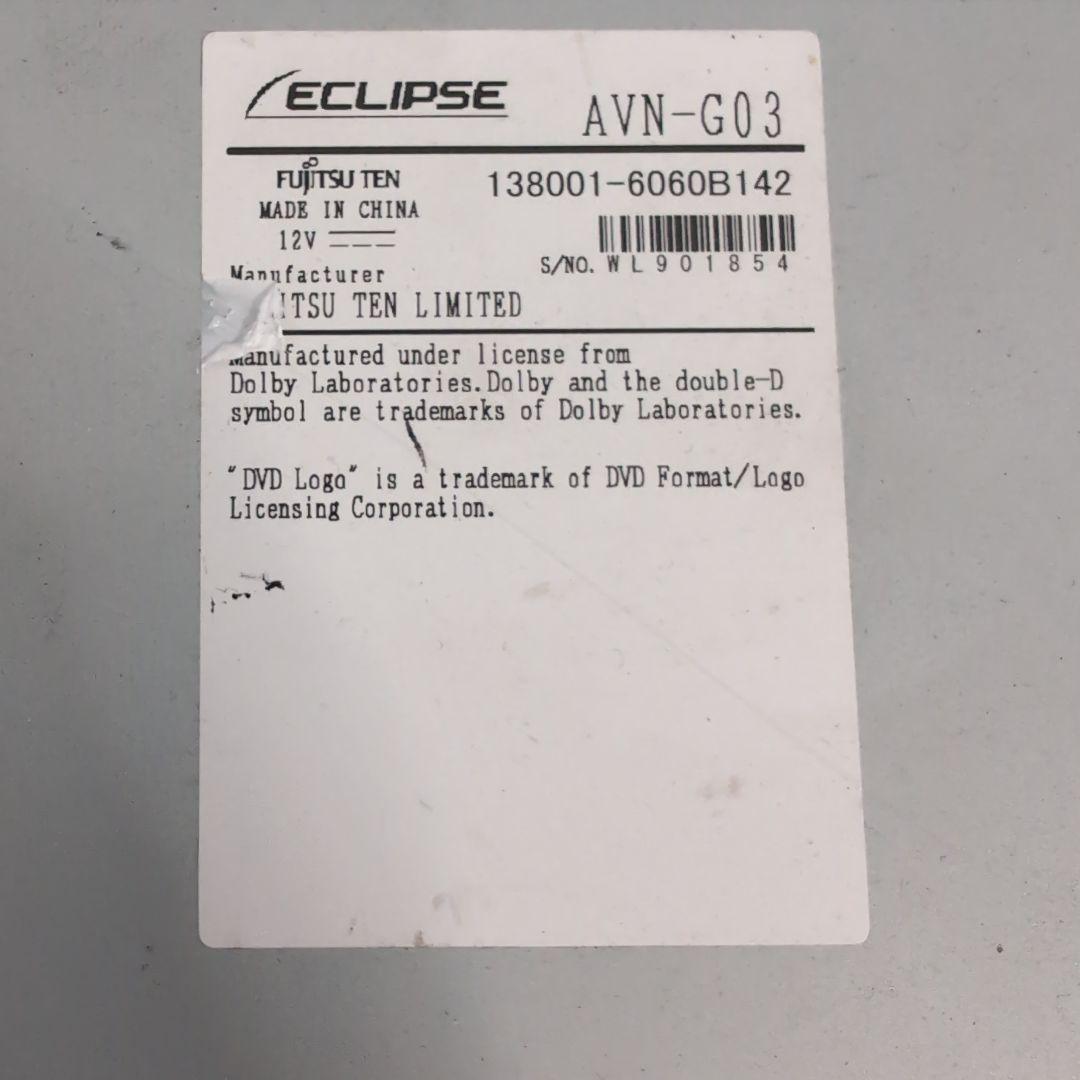 ECLIPSE AVN-G03
FUJITSU TEN 138001-6060B142
MADE IN CHINA
12V
S/NO. WL901854
Manufacturer
ITSU TEN LIMITED
Manufactured under license from
Dolby Laboratories. Dolby and the double-D
symbol are trademarks of Dolby Laboratories.
"DVD Logo" is a trademark of DVD Format/Logo
Licensing Corporation.